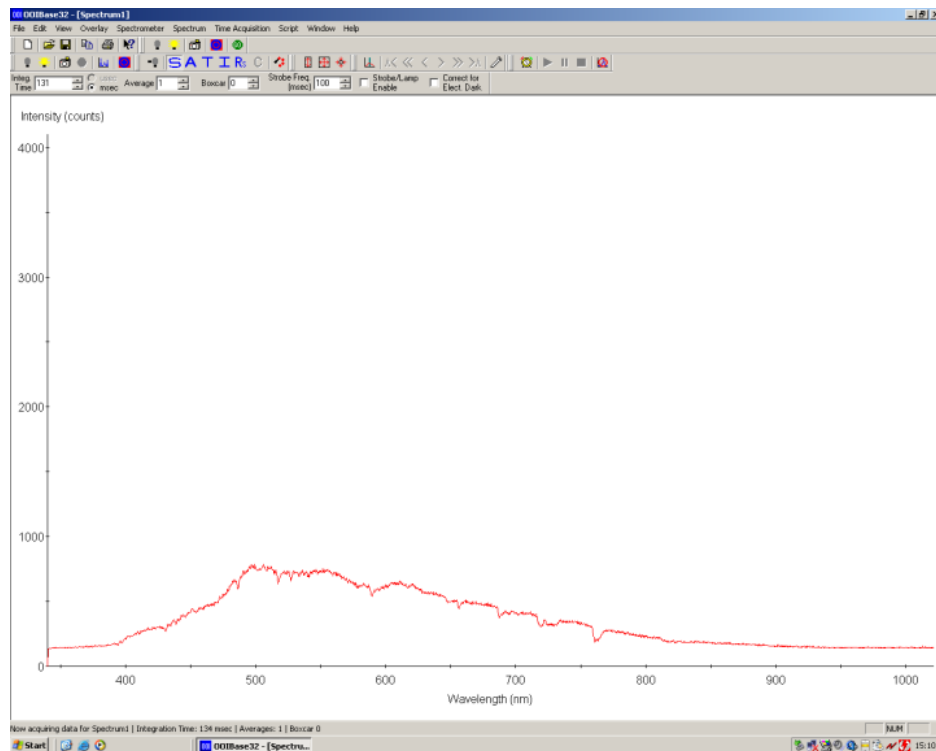 OOIBase32 - [Spectrum1]
File Edit View Overlay Spectrometer Spectrum Time Acquisition Script Window Help
S A T I R C
Integ. Time 131 usec msec Average 1 Boxcar 0 Strobe Freq. (msec) 100 Strobe/Lamp Enable Correct for Elect. Dark
Intensity (counts)
4000
3000
2000
1000
0
400 500 600 700 800 900 1000
Wavelength (nm)
Now acquiring data for Spectrum1 | Integration Time: 134 msec | Averages: 1 | Boxcar 0 NUM
Start OOIBase32 - [Spectru... 15:10